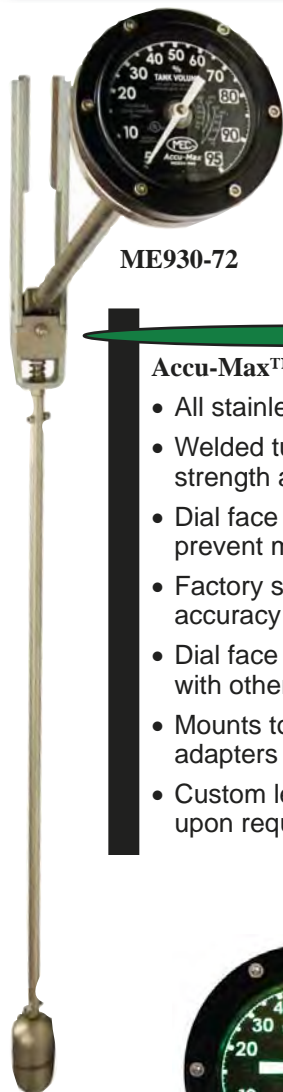 40 50 60
30 70
20 80
10 90
5 95
%
TANK VOLUME
MEC
Accu-Max
ME930-72
Accu-Max™
• All stainle
• Welded tu
strength a
• Dial face
prevent m
• Factory s
accuracy
• Dial face
with other
• Mounts to
adapters
• Custom le
upon requ
30
20